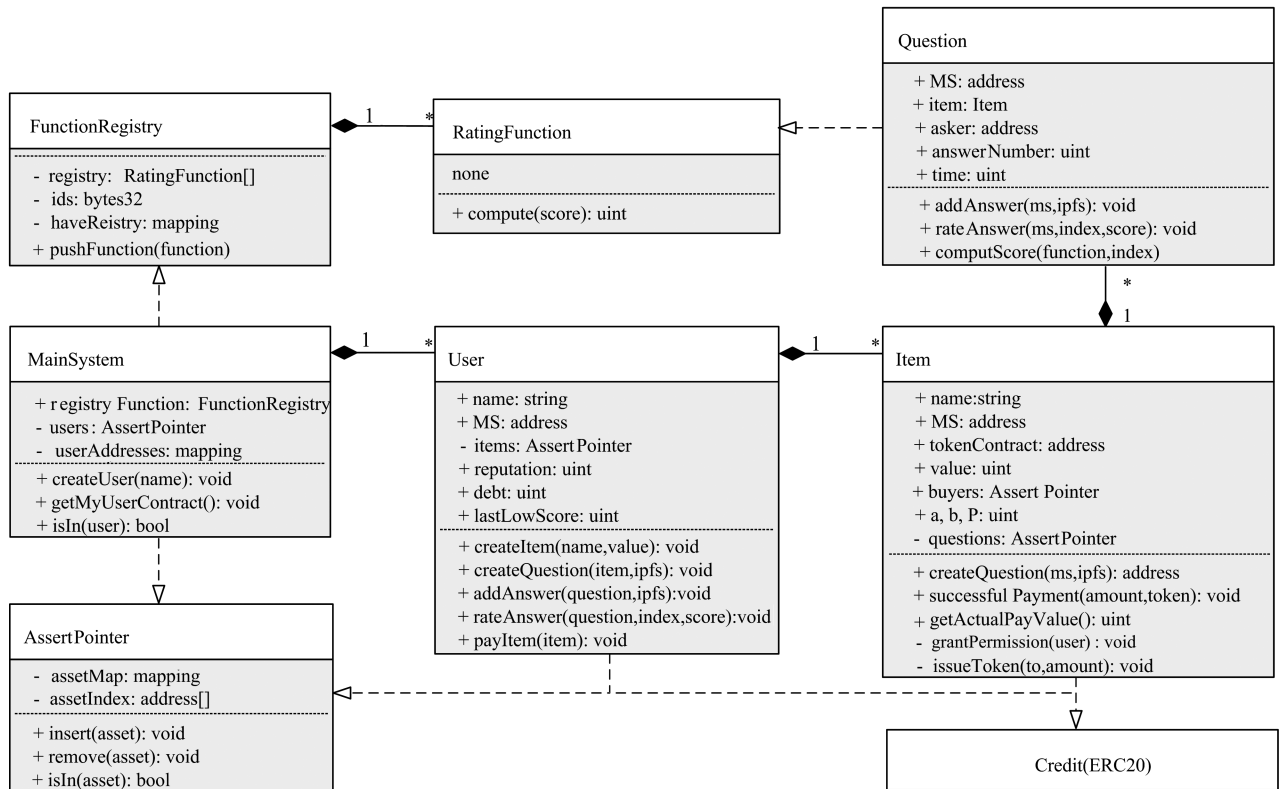 FunctionRegistry
- registry: RatingFunction[]
- ids: bytes32
- haveReistry: mapping
+ pushFunction(function)
1
*
RatingFunction
none
+ compute(score): uint
Question
+ MS: address
+ item: Item
+ asker: address
+ answerNumber: uint
+ time: uint
+ addAnswer(ms,ipfs): void
+ rateAnswer(ms,index,score): void
+ computScore(function,index)
*
1
MainSystem
+ registry Function: FunctionRegistry
- users: AssertPointer
- userAddresses: mapping
+ createUser(name): void
+ getMyUserContract(): void
+ isIn(user): bool
1
*
User
+ name: string
+ MS: address
- items: AssertPointer
+ reputation: uint
+ debt: uint
+ lastLowScore: uint
+ createItem(name,value): void
+ createQuestion(item,ipfs): void
+ addAnswer(question,ipfs):void
+ rateAnswer(question,index,score):void
+ payItem(item): void
1
*
Item
+ name:string
+ MS: address
+ tokenContract: address
+ value: uint
+ buyers: Assert Pointer
+ a, b, P: uint
- questions: AssertPointer
+ createQuestion(ms,ipfs): address
+ successful Payment(amount,token): void
+ getActualPayValue(): uint
- grantPermission(user) : void
- issueToken(to,amount): void
AssertPointer
- assetMap: mapping
- assetIndex: address[]
+ insert(asset): void
+ remove(asset): void
+ isIn(asset): bool
Credit(ERC20)